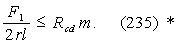 F₁/2rl ≤ R_cd m. (235) *